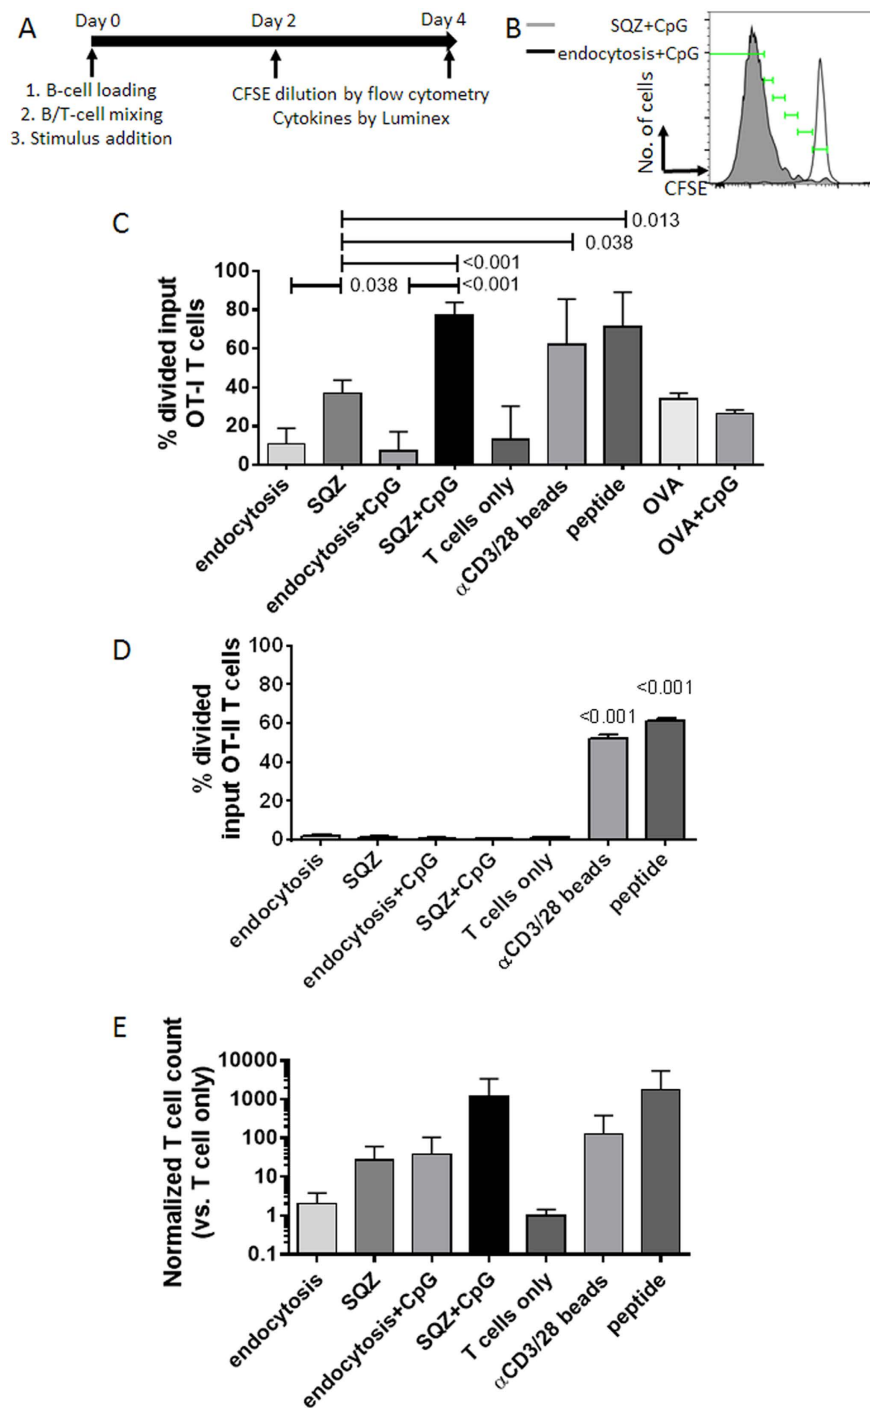 A
Day 0
Day 2
Day 4
1. B-cell loading
2. B/T-cell mixing
3. Stimulus addition
CFSE dilution by flow cytometry
Cytokines by Luminex
B
SQZ+CpG
endocytosis+CpG
No. of cells
CFSE
C
0.013
0.038
<0.001
0.038
<0.001
% divided input
OT-I T cells
100
80
60
40
20
0
endocytosis
SQZ
endocytosis+CpG
SQZ+CpG
T cells only
αCD3/28 beads
peptide
OVA
OVA+CpG
D
% divided
input OT-II T cells
100
80
60
40
20
0
<0.001
<0.001
endocytosis
SQZ
endocytosis+CpG
SQZ+CpG
T cells only
αCD3/28 beads
peptide
E
Normalized T cell count
(vs. T cell only)
10000
1000
100
10
1
0.1
endocytosis
SQZ
endocytosis+CpG
SQZ+CpG
T cells only
αCD3/28 beads
peptide